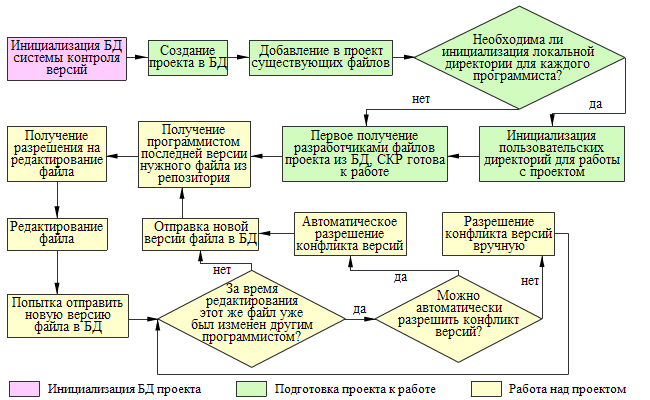 Инициализация БД
системы контроля
версий
Создание
проекта в БД
Добавление в проект
существующих файлов
Необходима ли
инициализация локальной
директории для каждого
программиста?
нет
да
Получение
разрешения на
редактирование
файла
Получение
программистом
последней версии
нужного файла из
репозитория
Первое получение
разработчиками файлов
проекта из БД, СКР готова
к работе
Инициализация
пользовательских
директорий для работы
с проектом
Редактирование
файла
Отправка новой
версии файла в БД
Автоматическое
разрешение
конфликта версий
Разрешение
конфликта версий
вручную
нет
да
нет
Попытка отправить
новую версию
файла в БД
За время
редактирования
этот же файл уже
был изменен другим
программистом?
да
Можно
автоматически
разрешить конфликт
версий?
Инициализация БД проекта
Подготовка проекта к работе
Работа над проектом